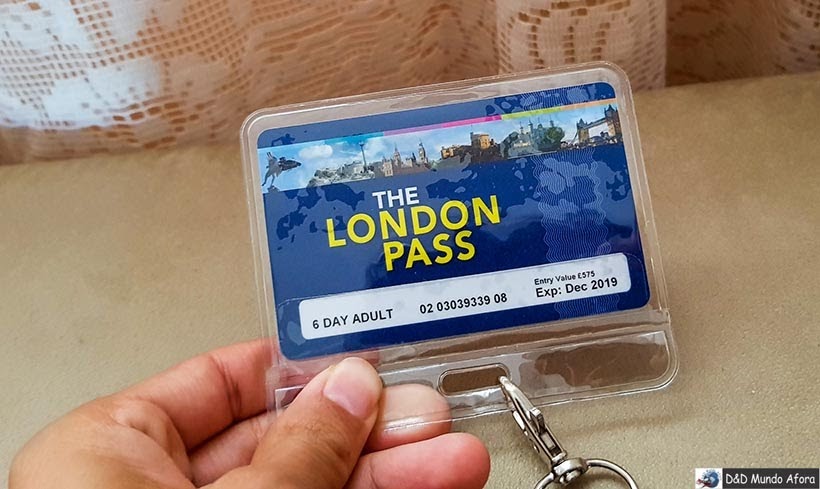 THE
LONDON
PASS
6 DAY ADULT
02 03039339 08
Entry Value £575
Exp: Dec 2019
D&D Mundo Afora